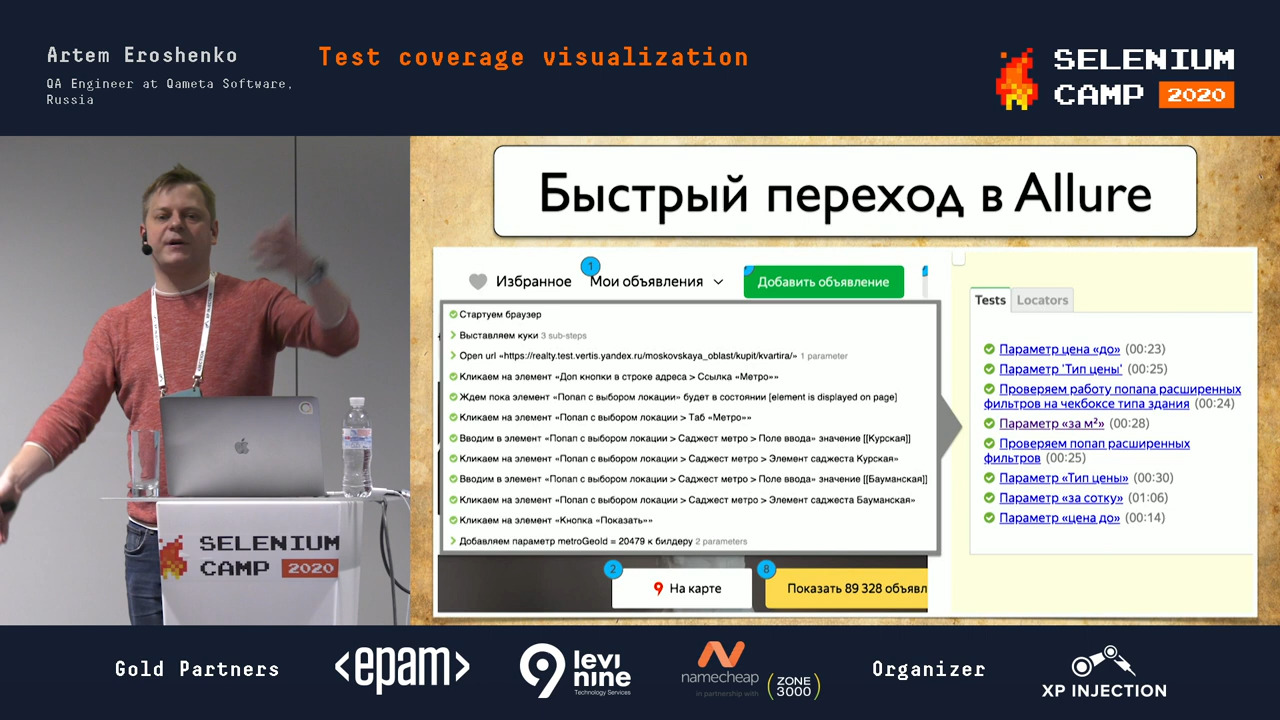 Artem Eroshenko
QA Engineer at Qameta Software,
Russia
Test coverage visualization
SELENIUM
CAMP 2020
Быстрый переход в Allure
Избранное
1
Мои объявления
Добавить объявление
Стартуем браузер
Выставляем куки 3 sub-steps
Open url «https://realty.test.vertis.yandex.ru/moskovskaya_oblast/kupit/kvartira/» 1 parameter
Кликаем на элемент «Доп кнопки в строке адреса > Ссылка «Метро»»
Ждем пока элемент «Попап с выбором локации» будет в состоянии [element is displayed on page]
Кликаем на элемент «Попап с выбором локации > Таб «Метро»»
Вводим в элемент «Попап с выбором локации > Саджест метро > Поле ввода» значение [[Курская]]
Кликаем на элемент «Попап с выбором локации > Саджест метро > Элемент саджеста Курская»
Вводим в элемент «Попап с выбором локации > Саджест метро > Поле ввода» значение [[Бауманская]]
Кликаем на элемент «Попап с выбором локации > Саджест метро > Элемент саджеста Бауманская»
Кликаем на элемент «Кнопка «Показать»»
Добавляем параметр metroGeoId = 20479 к билдеру 2 parameters
2
На карте
8
Показать 89 328 объявл
Tests
Locators
Параметр цена «до» (00:23)
Параметр 'Тип цены' (00:25)
Проверяем работу попапа расширенных
фильтров на чекбоксе типа здания (00:24)
Параметр «за м²» (00:28)
Проверяем попап расширенных
фильтров (00:25)
Параметр «Тип цены» (00:30)
Параметр «за сотку» (01:06)
Параметр «цена до» (00:14)
SELENIUM
CAMP 2020
Gold Partners
<epam>
9 levi
nine
Technology Services
namecheap
in partnership with
ZONE
3000
Organizer
XP INJECTION